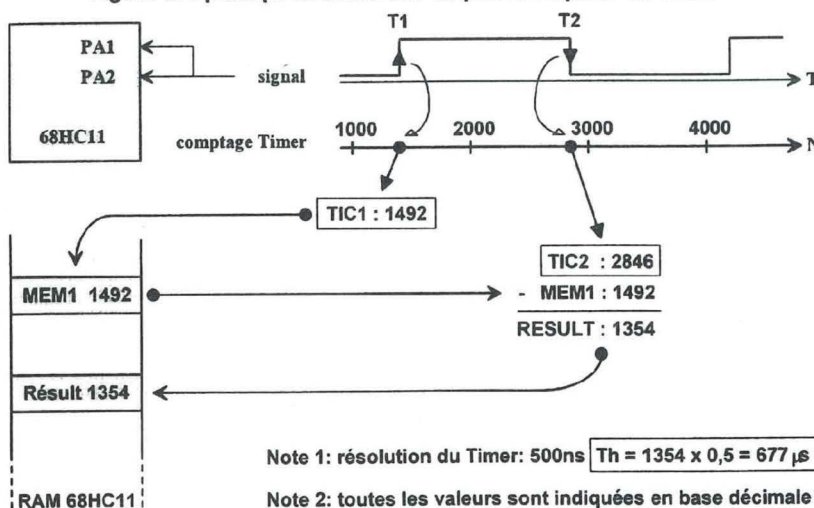 T1
T2
PA1
PA2
signal
T
68HC11
comptage Timer
1000
2000
3000
4000
N
TIC1 : 1492
TIC2 : 2846
MEM1 1492
- MEM1 : 1492
RESULT : 1354
Résult 1354
Note 1: résolution du Timer: 500ns
Th = 1354 x 0,5 = 677 µs
RAM 68HC11
Note 2: toutes les valeurs sont indiquées en base décimale